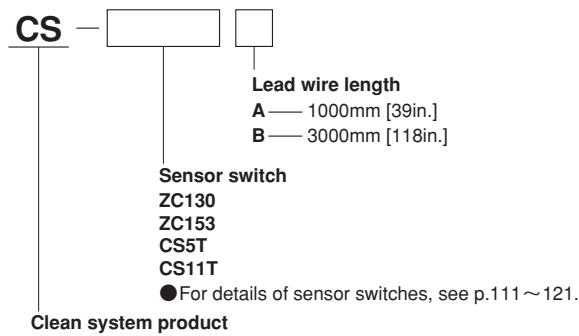 CS —
Lead wire length
A —— 1000mm [39in.]
B —— 3000mm [118in.]
Sensor switch
ZC130
ZC153
CS5T
CS11T
●For details of sensor switches, see p.111～121.
Clean system product